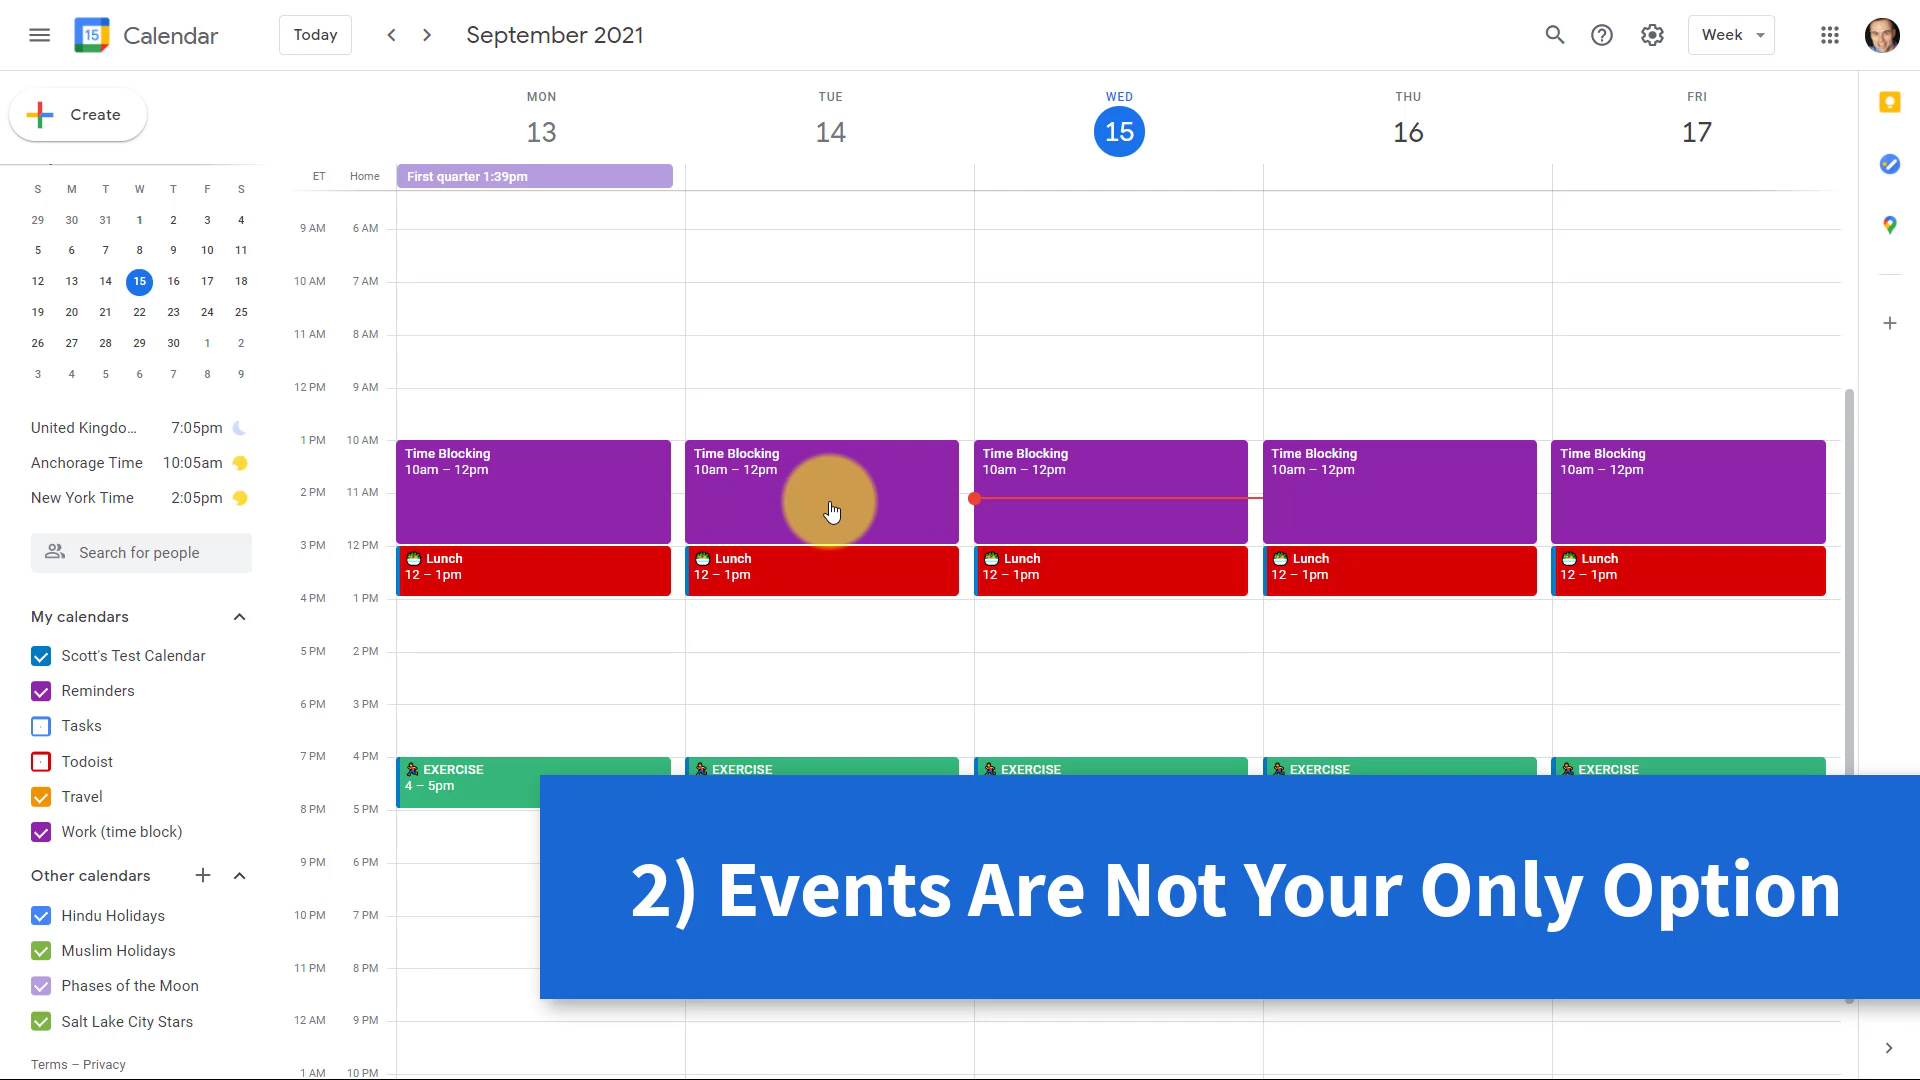 15 Calendar Today September 2021 Week
Create
MON TUE WED THU FRI
13 14 15 16 17
ET Home First quarter 1:39pm
S M T W T F S
29 30 31 1 2 3 4
5 6 7 8 9 10 11
12 13 14 15 16 17 18
19 20 21 22 23 24 25
26 27 28 29 30 1 2
3 4 5 6 7 8 9
United Kingdo... 7:05pm
Anchorage Time 10:05am
New York Time 2:05pm
Search for people
My calendars
Scott's Test Calendar
Reminders
Tasks
Todoist
Travel
Work (time block)
Other calendars
Hindu Holidays
Muslim Holidays
Phases of the Moon
Salt Lake City Stars
Terms – Privacy
9 AM 6 AM
10 AM 7 AM
11 AM 8 AM
12 PM 9 AM
1 PM 10 AM
2 PM 11 AM
3 PM 12 PM
4 PM 1 PM
5 PM 2 PM
6 PM 3 PM
7 PM 4 PM
8 PM 5 PM
9 PM 6 PM
10 PM 7 PM
11 PM 8 PM
12 AM 9 PM
1 AM 10 PM
Time Blocking Time Blocking Time Blocking Time Blocking Time Blocking
10am – 12pm 10am – 12pm 10am – 12pm 10am – 12pm 10am – 12pm
Lunch Lunch Lunch Lunch Lunch
12 – 1pm 12 – 1pm 12 – 1pm 12 – 1pm 12 – 1pm
EXERCISE EXERCISE EXERCISE EXERCISE EXERCISE
4 – 5pm
2) Events Are Not Your Only Option